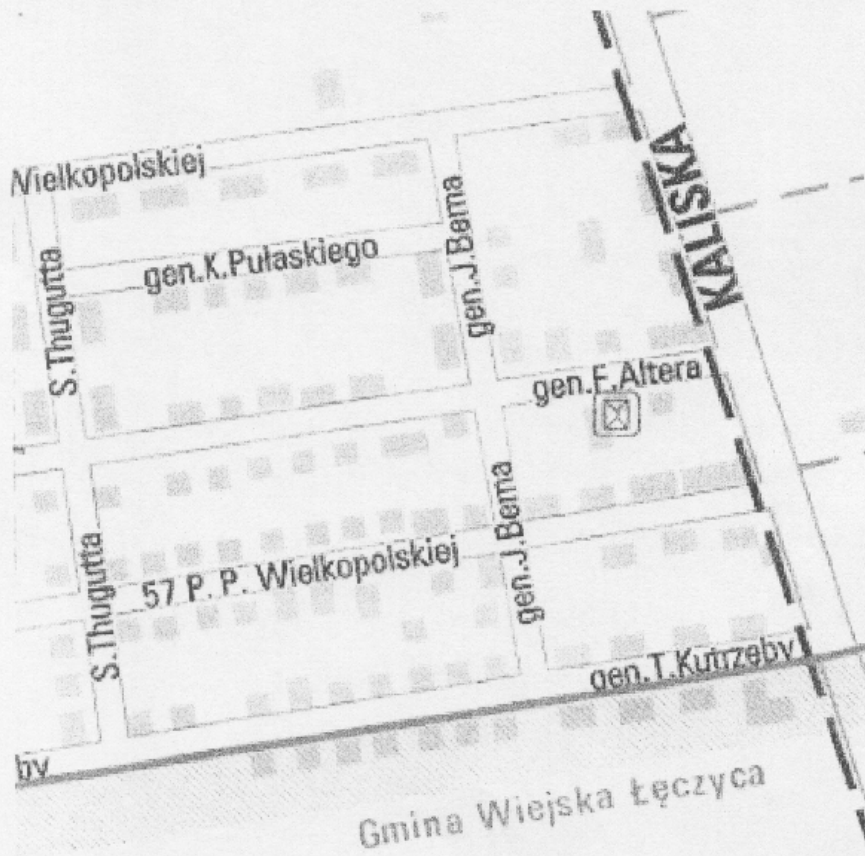 Wielkopolskiej
KALISKA
gen.K.Pułaskiego
gen.J.Bema
S.Thugutta
gen.F.Altera
gen.J.Bema
57 P. P. Wielkopolskiej
S.Thugutta
gen.T.Kutrzeby
by
Gmina Wiejska Łęczyca